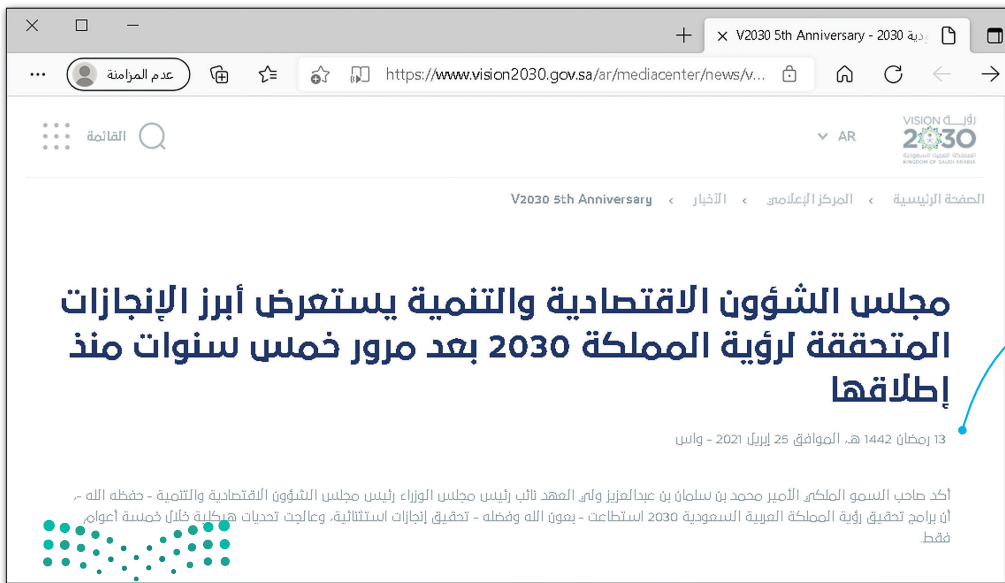 V2030 5th Anniversary - 2030
https://www.vision2030.gov.sa/ar/mediacenter/news/v...
عدم المزامنة
VISION رؤيـــة
2030
المملكة العربية السعودية
KINGDOM OF SAUDI ARABIA
AR
القائمة
الصفحة الرئيسية › المركز الإعلامي › الأخبار › V2030 5th Anniversary
مجلس الشؤون الاقتصادية والتنمية يستعرض أبرز الإنجازات
المتحققة لرؤية المملكة 2030 بعد مرور خمس سنوات منذ
إطلاقها
13 رمضان 1442 هـ، الموافق 25 إبريل 2021 - واس
أكد صاحب السمو الملكي الأمير محمد بن سلمان بن عبدالعزيز ولي العهد نائب رئيس مجلس الوزراء رئيس مجلس الشؤون الاقتصادية والتنمية - حفظه الله -،
أن برامج تحقيق رؤية المملكة العربية السعودية 2030 استطاعت - بعون الله وفضله - تحقيق إنجازات استثنائية، وعالجت تحديات هيكلية خلال خمسة أعوام
فقط.